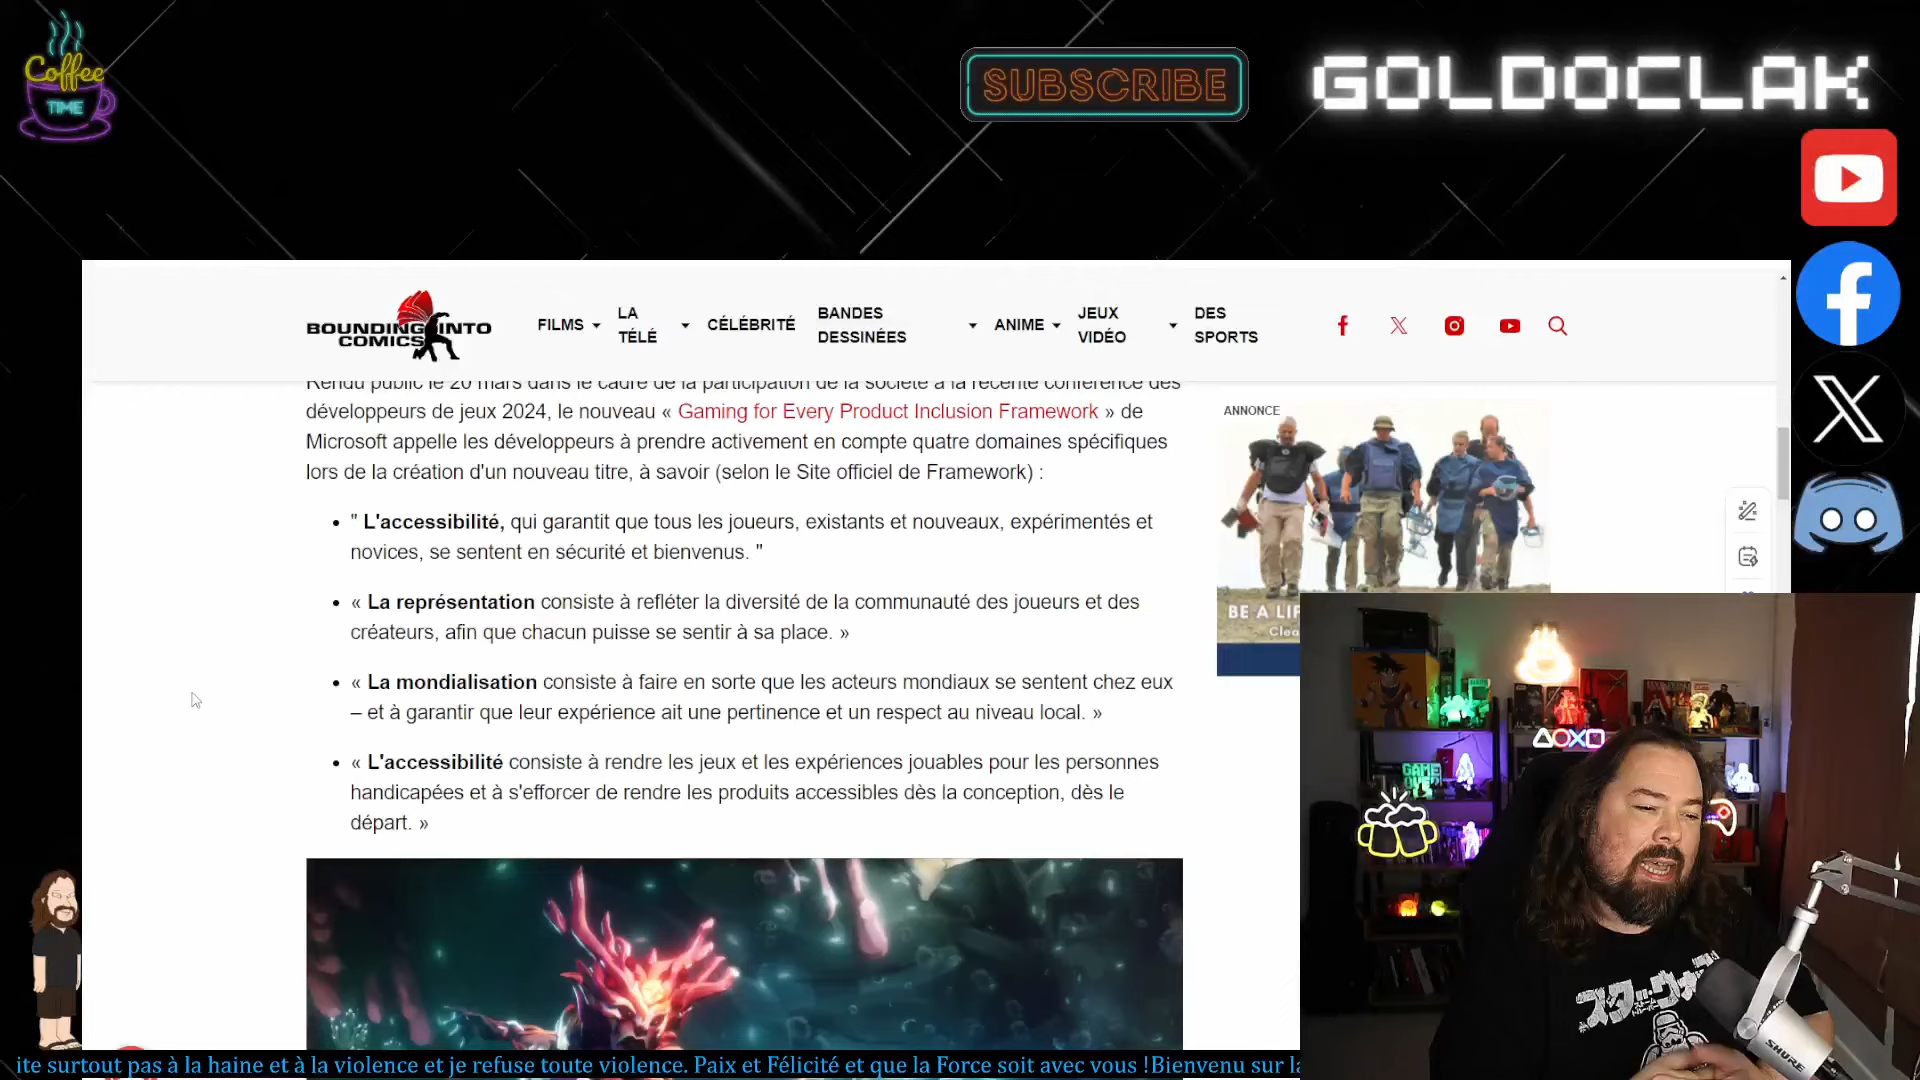 Coffee
TIME
SUBSCRIBE
GOLDOCLAK
BOUNDING INTO
COMICS
FILMS
LA
TÉLÉ
CÉLÉBRITÉ
BANDES
DESSINÉES
ANIME
JEUX
VIDÉO
DES
SPORTS
Rendu public le 20 mars dans le cadre de la participation de la société à la récente conférence des
développeurs de jeux 2024, le nouveau « Gaming for Every Product Inclusion Framework » de
Microsoft appelle les développeurs à prendre activement en compte quatre domaines spécifiques
lors de la création d'un nouveau titre, à savoir (selon le Site officiel de Framework) :
• " L'accessibilité, qui garantit que tous les joueurs, existants et nouveaux, expérimentés et
novices, se sentent en sécurité et bienvenus. "
• « La représentation consiste à refléter la diversité de la communauté des joueurs et des
créateurs, afin que chacun puisse se sentir à sa place. »
• « La mondialisation consiste à faire en sorte que les acteurs mondiaux se sentent chez eux
– et à garantir que leur expérience ait une pertinence et un respect au niveau local. »
• « L'accessibilité consiste à rendre les jeux et les expériences jouables pour les personnes
handicapées et à s'efforcer de rendre les produits accessibles dès la conception, dès le
départ. »
ANNONCE
BE A LI
Clea
GAME
OVER
スター・ウォ
SHURE
ite surtout pas à la haine et à la violence et je refuse toute violence. Paix et Félicité et que la Force soit avec vous !Bienvenu sur la